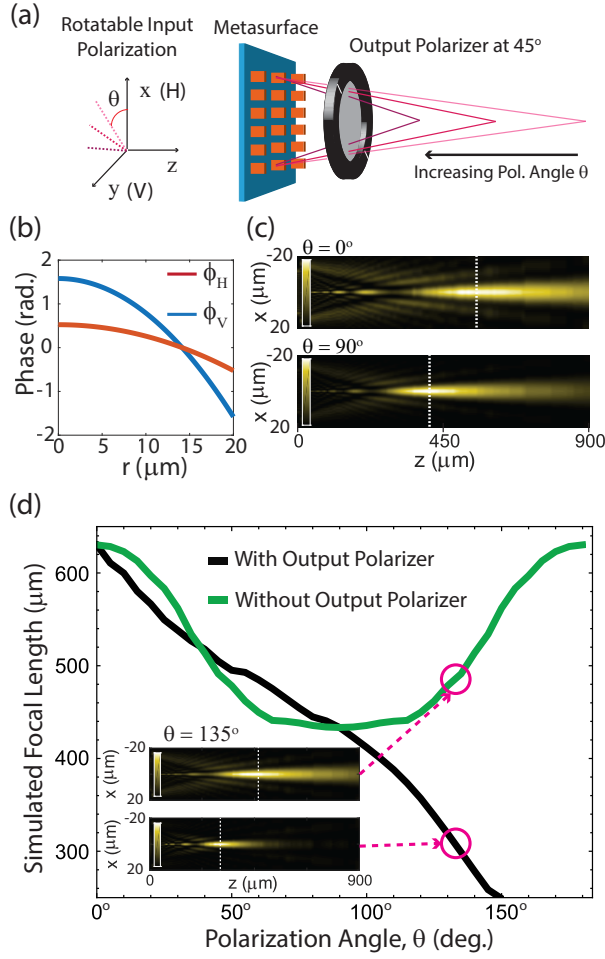 (a)
Rotatable Input
Polarization
Metasurface
Output Polarizer at 45°
θ
x (H)
z
y (V)
Increasing Pol. Angle θ
(b)
Phase (rad.)
2
1
0
-1
-2
ϕH
ϕV
0 5 10 15 20
r (μm)
(c)
θ = 0°
-20
x (μm)
20
θ = 90°
-20
x (μm)
20
0 450 900
z (μm)
(d)
Simulated Focal Length (μm)
600
500
400
300
With Output Polarizer
Without Output Polarizer
θ = 135°
-20
x (μm)
20
-20
x (μm)
20
0 900
z (μm)
0° 50° 100° 150°
Polarization Angle, θ (deg.)